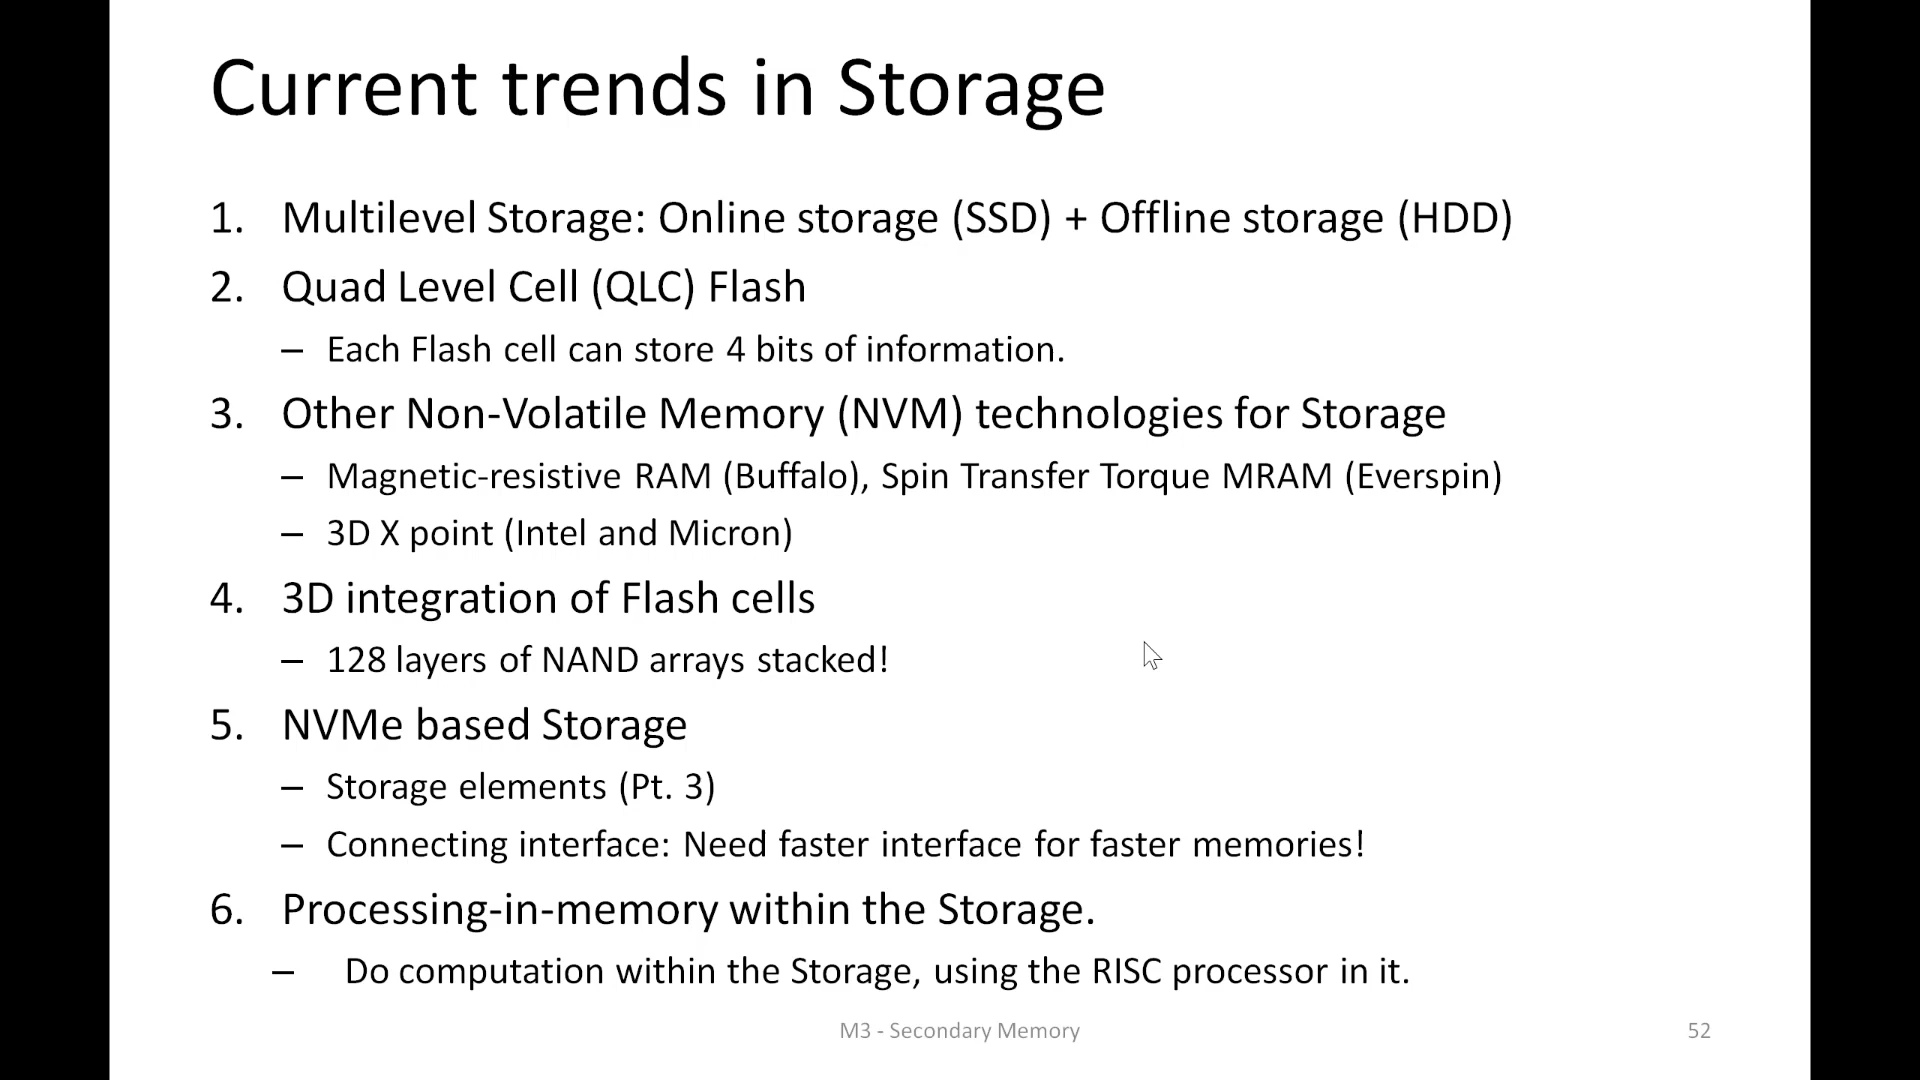 Current trends in Storage
1. Multilevel Storage: Online storage (SSD) + Offline storage (HDD)
2. Quad Level Cell (QLC) Flash
– Each Flash cell can store 4 bits of information.
3. Other Non-Volatile Memory (NVM) technologies for Storage
– Magnetic-resistive RAM (Buffalo), Spin Transfer Torque MRAM (Everspin)
– 3D X point (Intel and Micron)
4. 3D integration of Flash cells
– 128 layers of NAND arrays stacked!
5. NVMe based Storage
– Storage elements (Pt. 3)
– Connecting interface: Need faster interface for faster memories!
6. Processing-in-memory within the Storage.
– Do computation within the Storage, using the RISC processor in it.
M3 - Secondary Memory
52